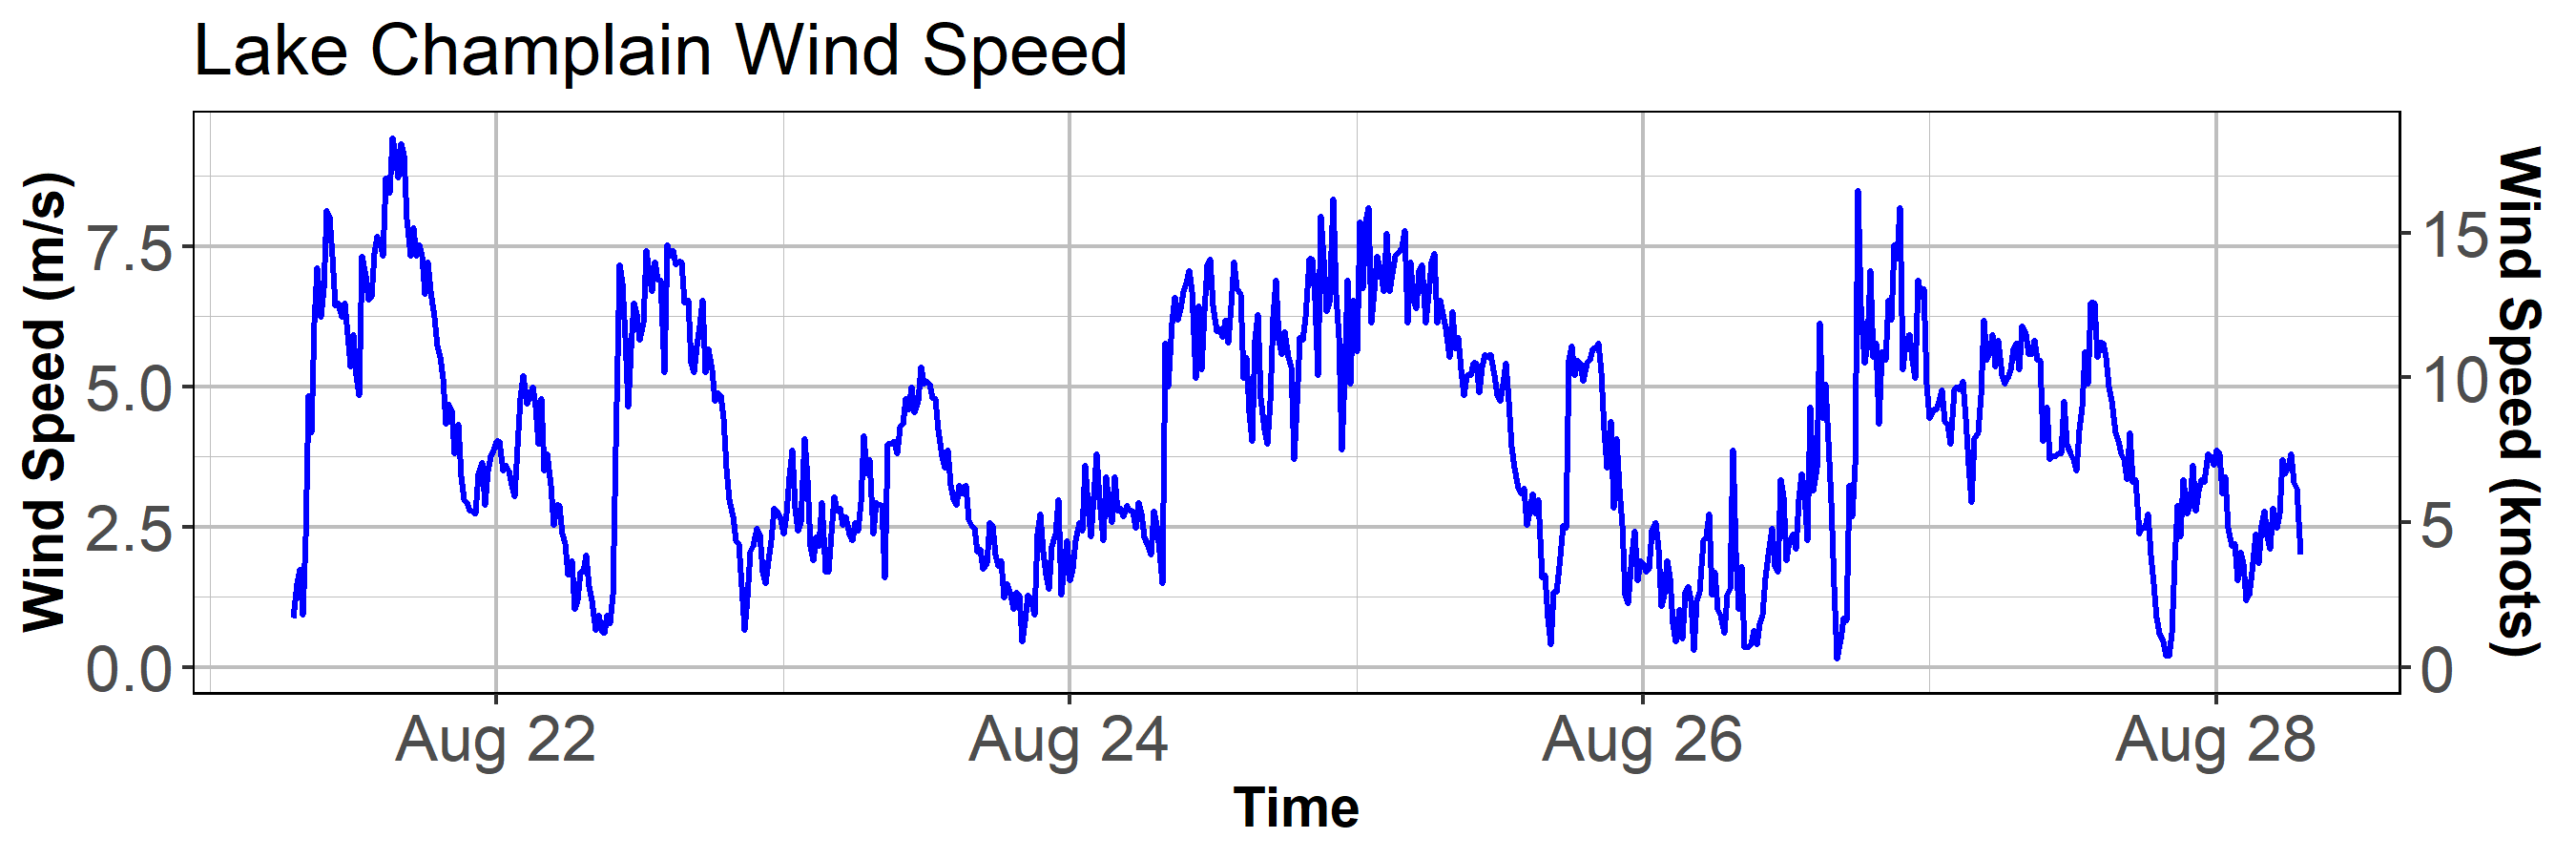 Lake Champlain Wind Speed
Wind Speed (m/s)
7.5
5.0
2.5
0.0
15
10
5
0
Wind Speed (knots)
Aug 22
Aug 24
Aug 26
Aug 28
Time